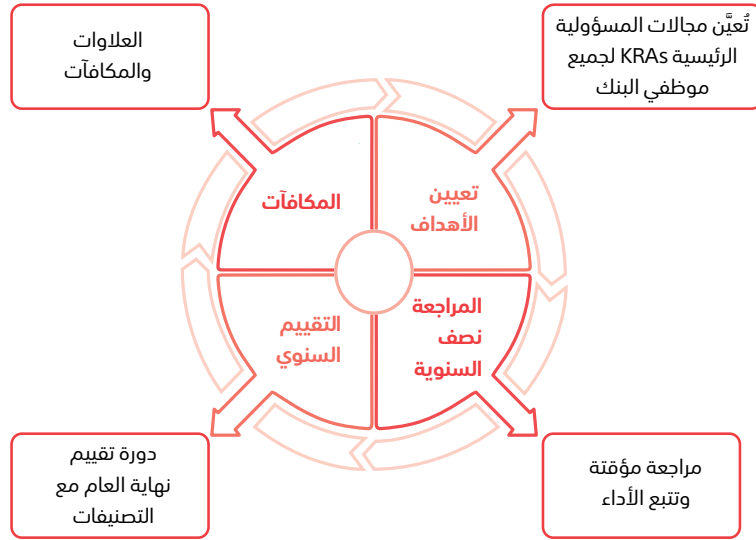 تُعيَّن مجالات المسؤولية
الرئيسية KRAs لجميع
موظفي البنك
العلاوات
والمكافآت
تعيين
الأهداف
المكافآت
المراجعة
نصف
السنوية
التقييم
السنوي
مراجعة مؤقتة
وتتبع الأداء
دورة تقييم
نهاية العام مع
التصنيفات